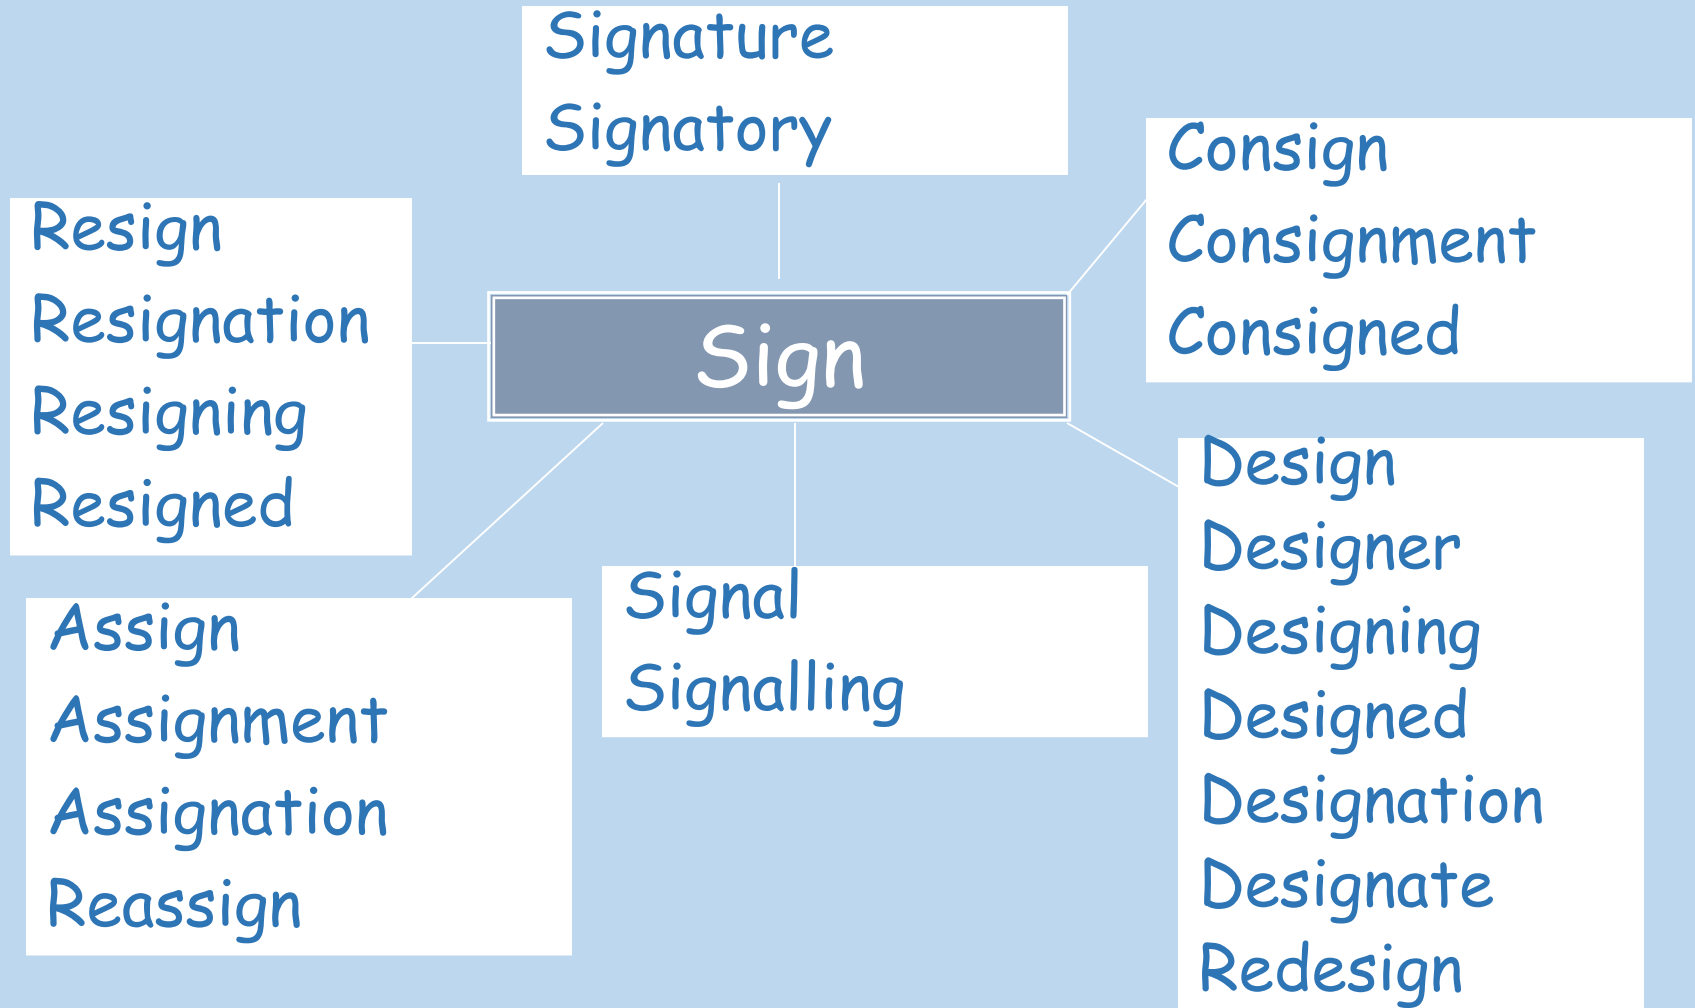 Signature
Signatory
Consign
Consignment
Consigned
Resign
Resignation
Resigning
Resigned
Sign
Design
Designer
Designing
Designed
Designation
Designate
Redesign
Signal
Signalling
Assign
Assignment
Assignation
Reassign